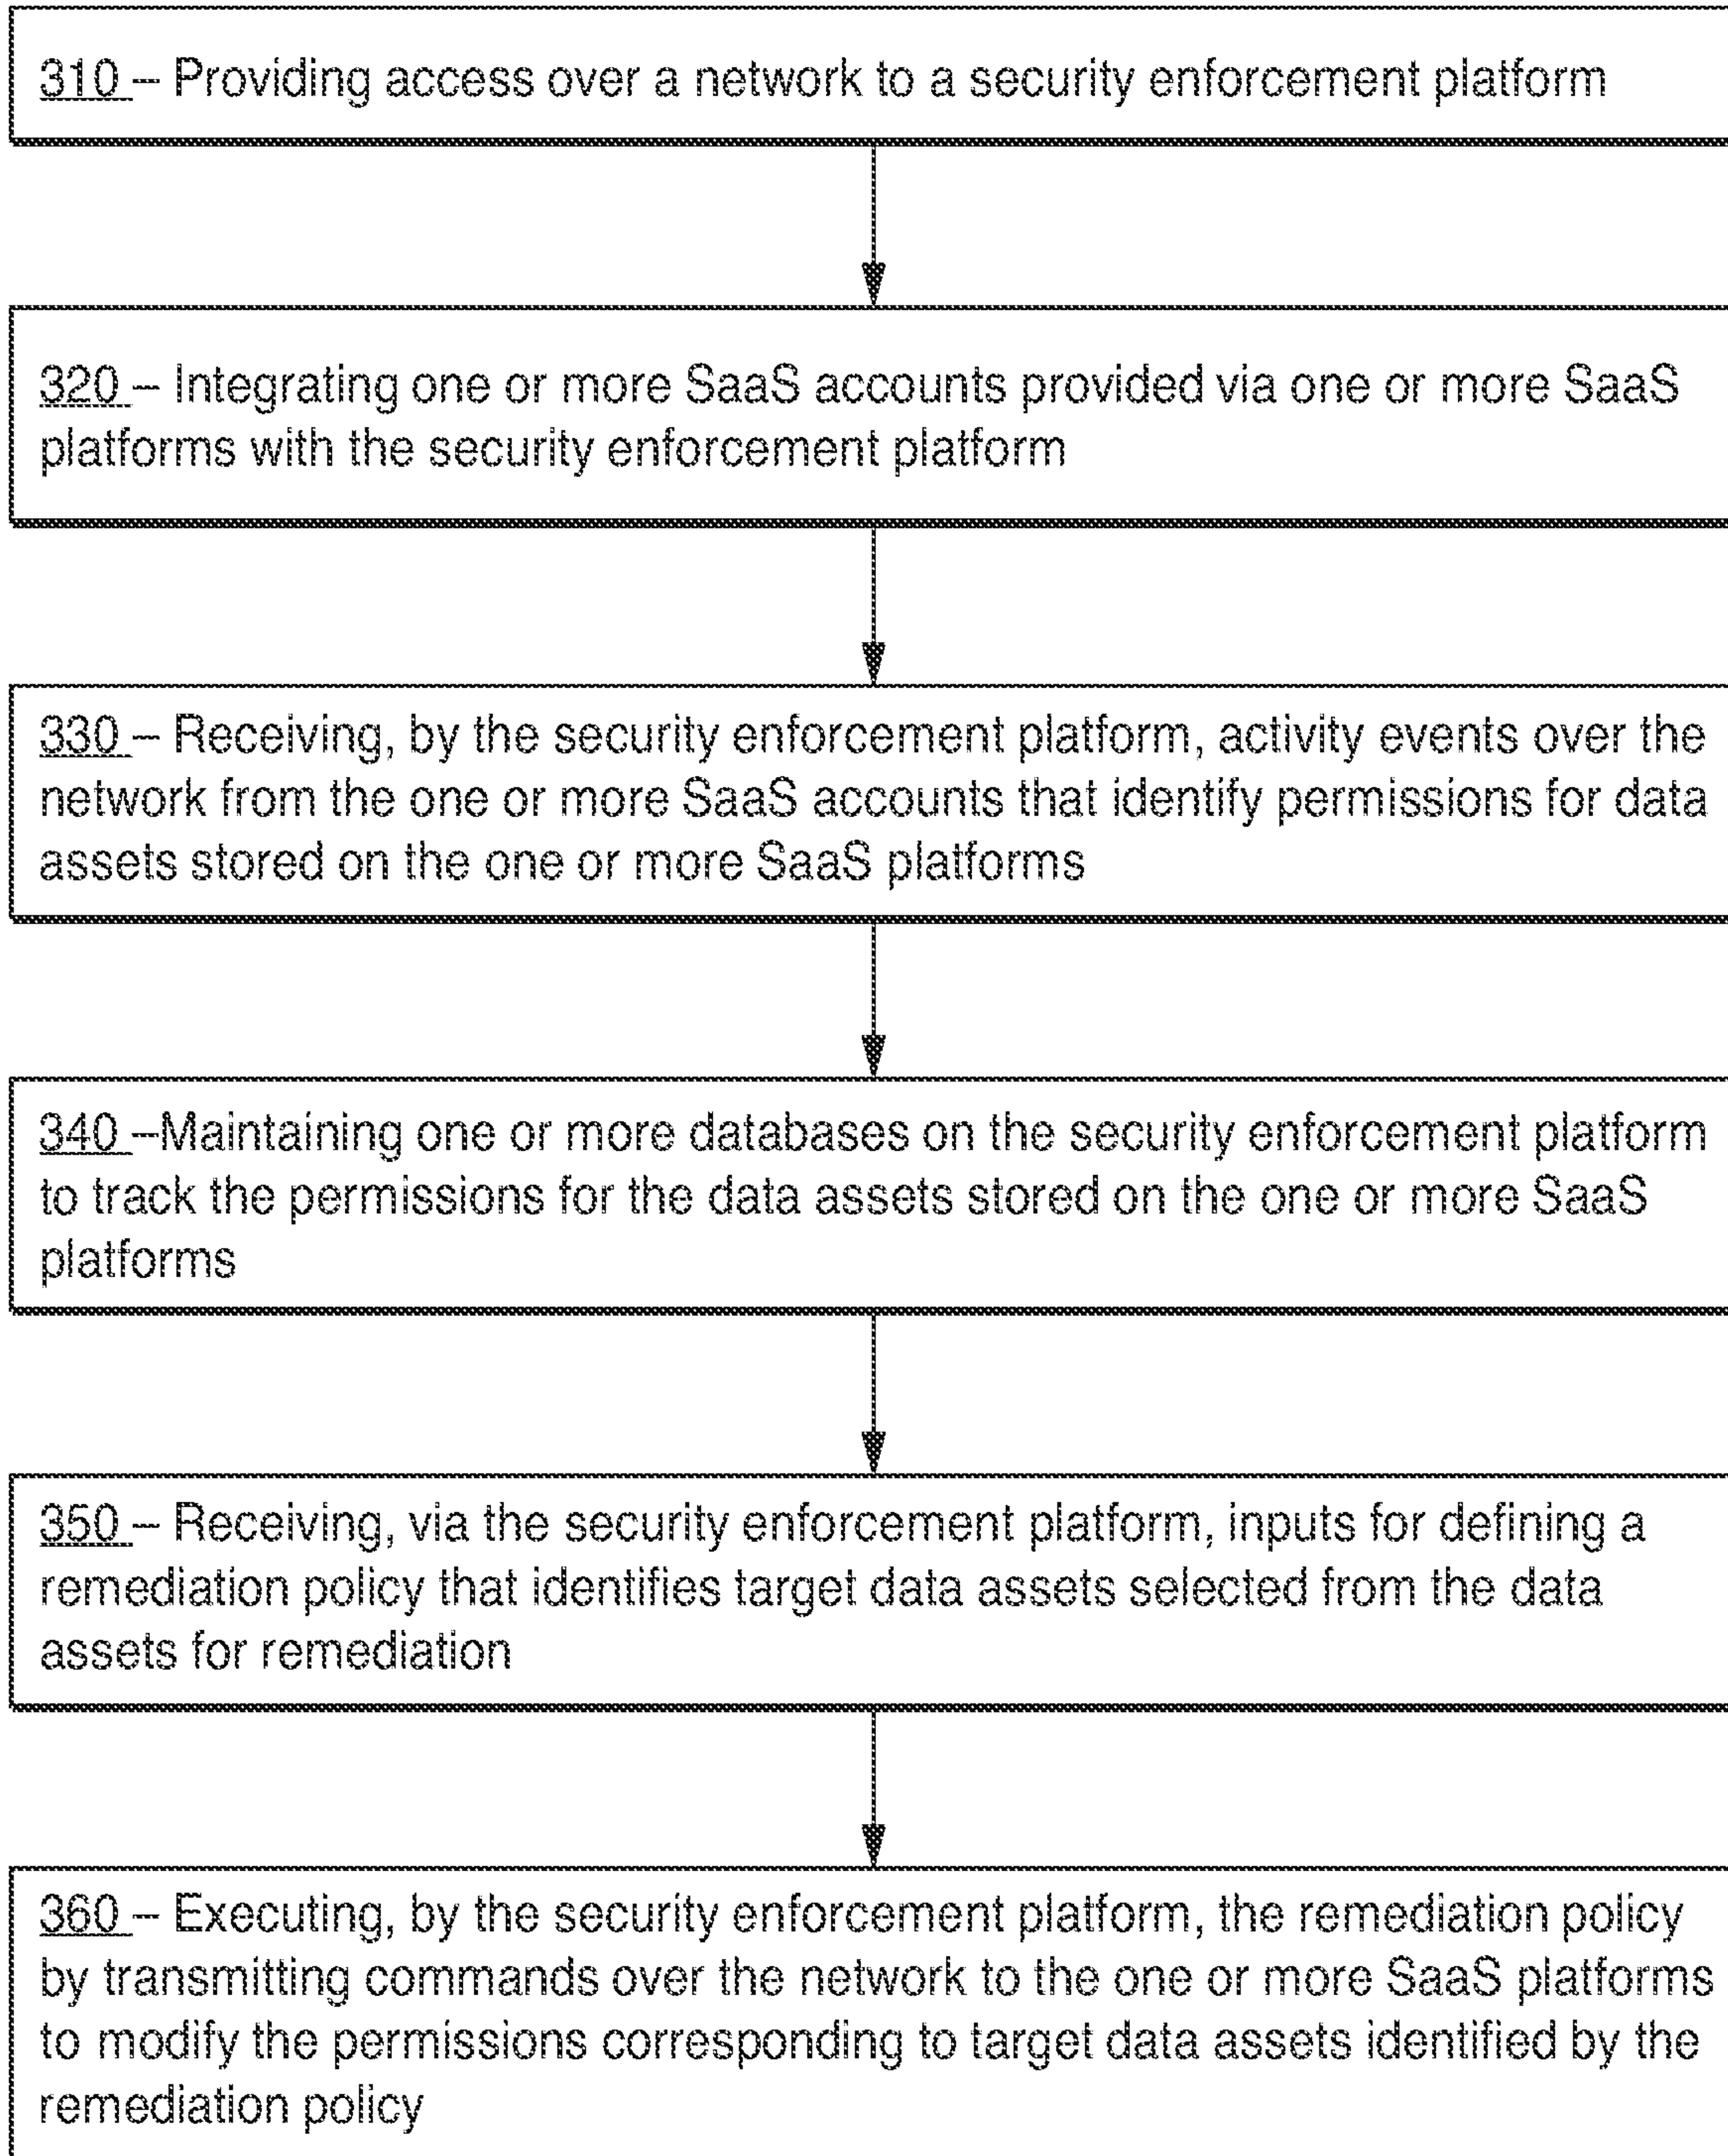 310 – Providing access over a network to a security enforcement platform
320 – Integrating one or more SaaS accounts provided via one or more SaaS
platforms with the security enforcement platform
330 – Receiving, by the security enforcement platform, activity events over the
network from the one or more SaaS accounts that identify permissions for data
assets stored on the one or more SaaS platforms
340 –Maintaining one or more databases on the security enforcement platform
to track the permissions for the data assets stored on the one or more SaaS
platforms
350 – Receiving, via the security enforcement platform, inputs for defining a
remediation policy that identifies target data assets selected from the data
assets for remediation
360 – Executing, by the security enforcement platform, the remediation policy
by transmitting commands over the network to the one or more SaaS platforms
to modify the permissions corresponding to target data assets identified by the
remediation policy